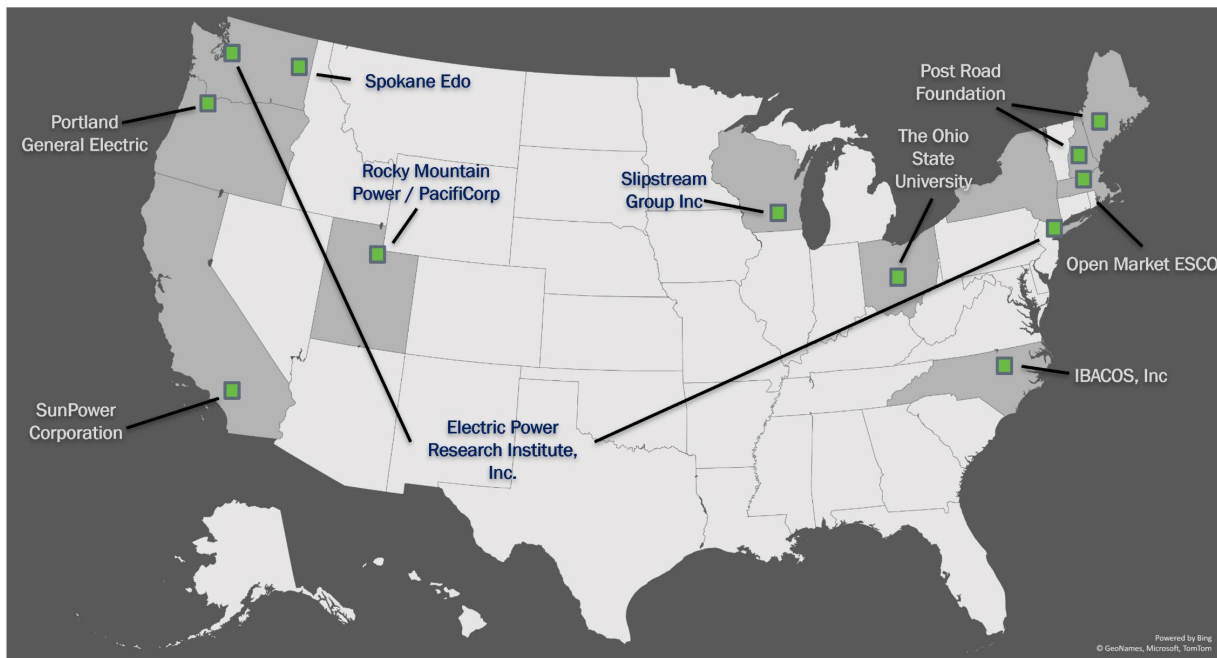 Spokane Edo
Post Road
Foundation
Portland
General Electric
The Ohio
State
University
Rocky Mountain
Power / PacifiCorp
Slipstream
Group Inc
Open Market ESCO
IBACOS, Inc
SunPower
Corporation
Electric Power
Research Institute,
Inc.
Powered by Bing
© GeoNames, Microsoft, TomTom